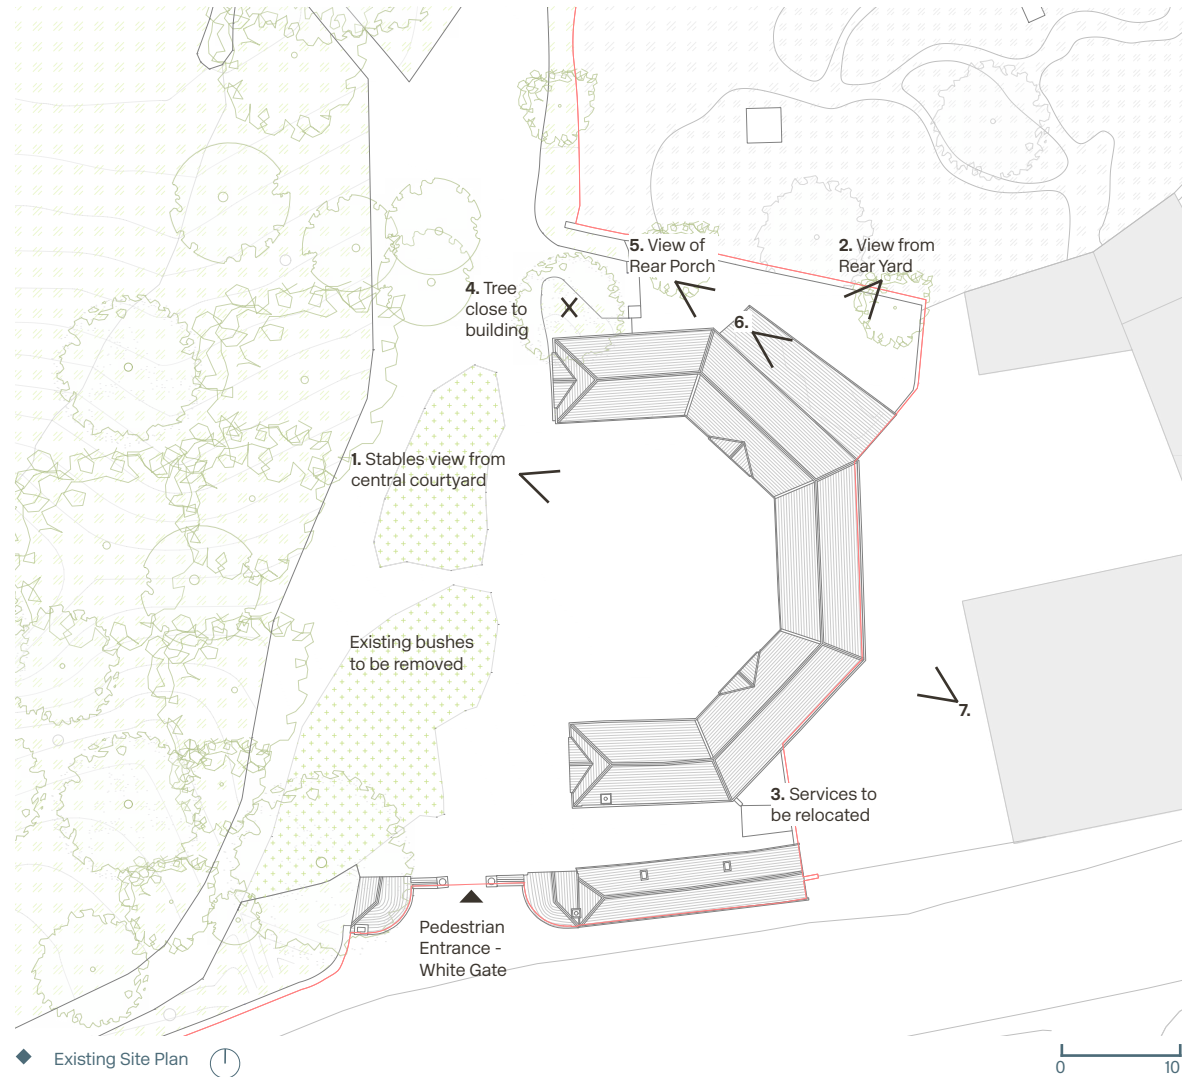 5. View of
Rear Porch
2. View from
Rear Yard
4. Tree
close to
building
6.
1. Stables view from
central courtyard
Existing bushes
to be removed
7.
3. Services to
be relocated
Pedestrian
Entrance -
White Gate
Existing Site Plan
0 10